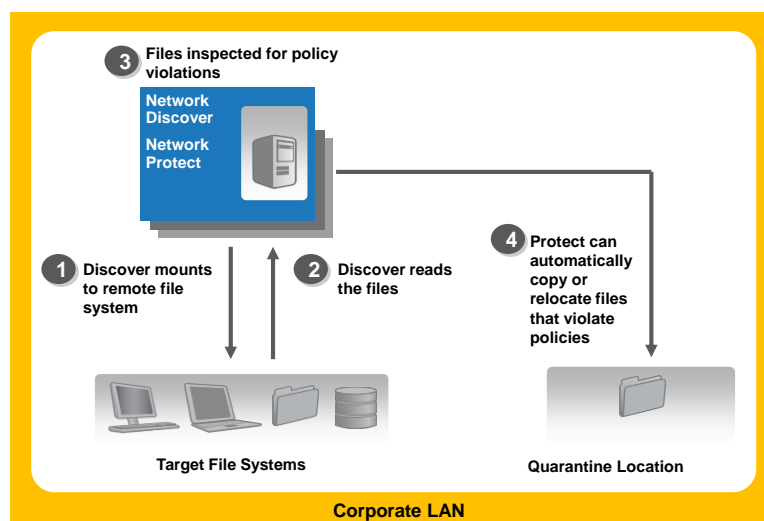 3
Files inspected for policy
violations
Network
Discover
Network
Protect
1
Discover mounts
to remote file
system
2
Discover reads
the files
4
Protect can
automatically
copy or
relocate files
that violate
policies
Target File Systems
Quarantine Location
Corporate LAN